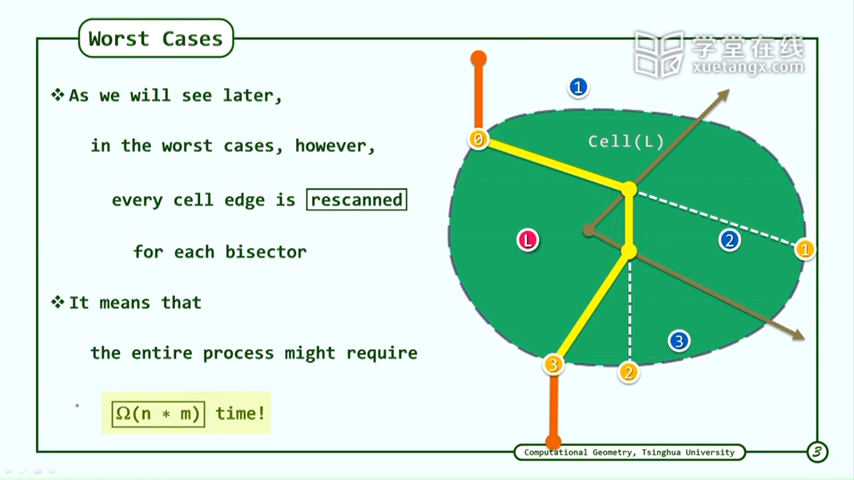 Worst Cases
学堂在线
xuetangx.com
❖As we will see later,
in the worst cases, however,
every cell edge is rescanned
for each bisector
❖It means that
the entire process might require
Ω(n * m) time!
1
0
Cell(L)
L
2
1
3
3
2
Computational Geometry, Tsinghua University
3